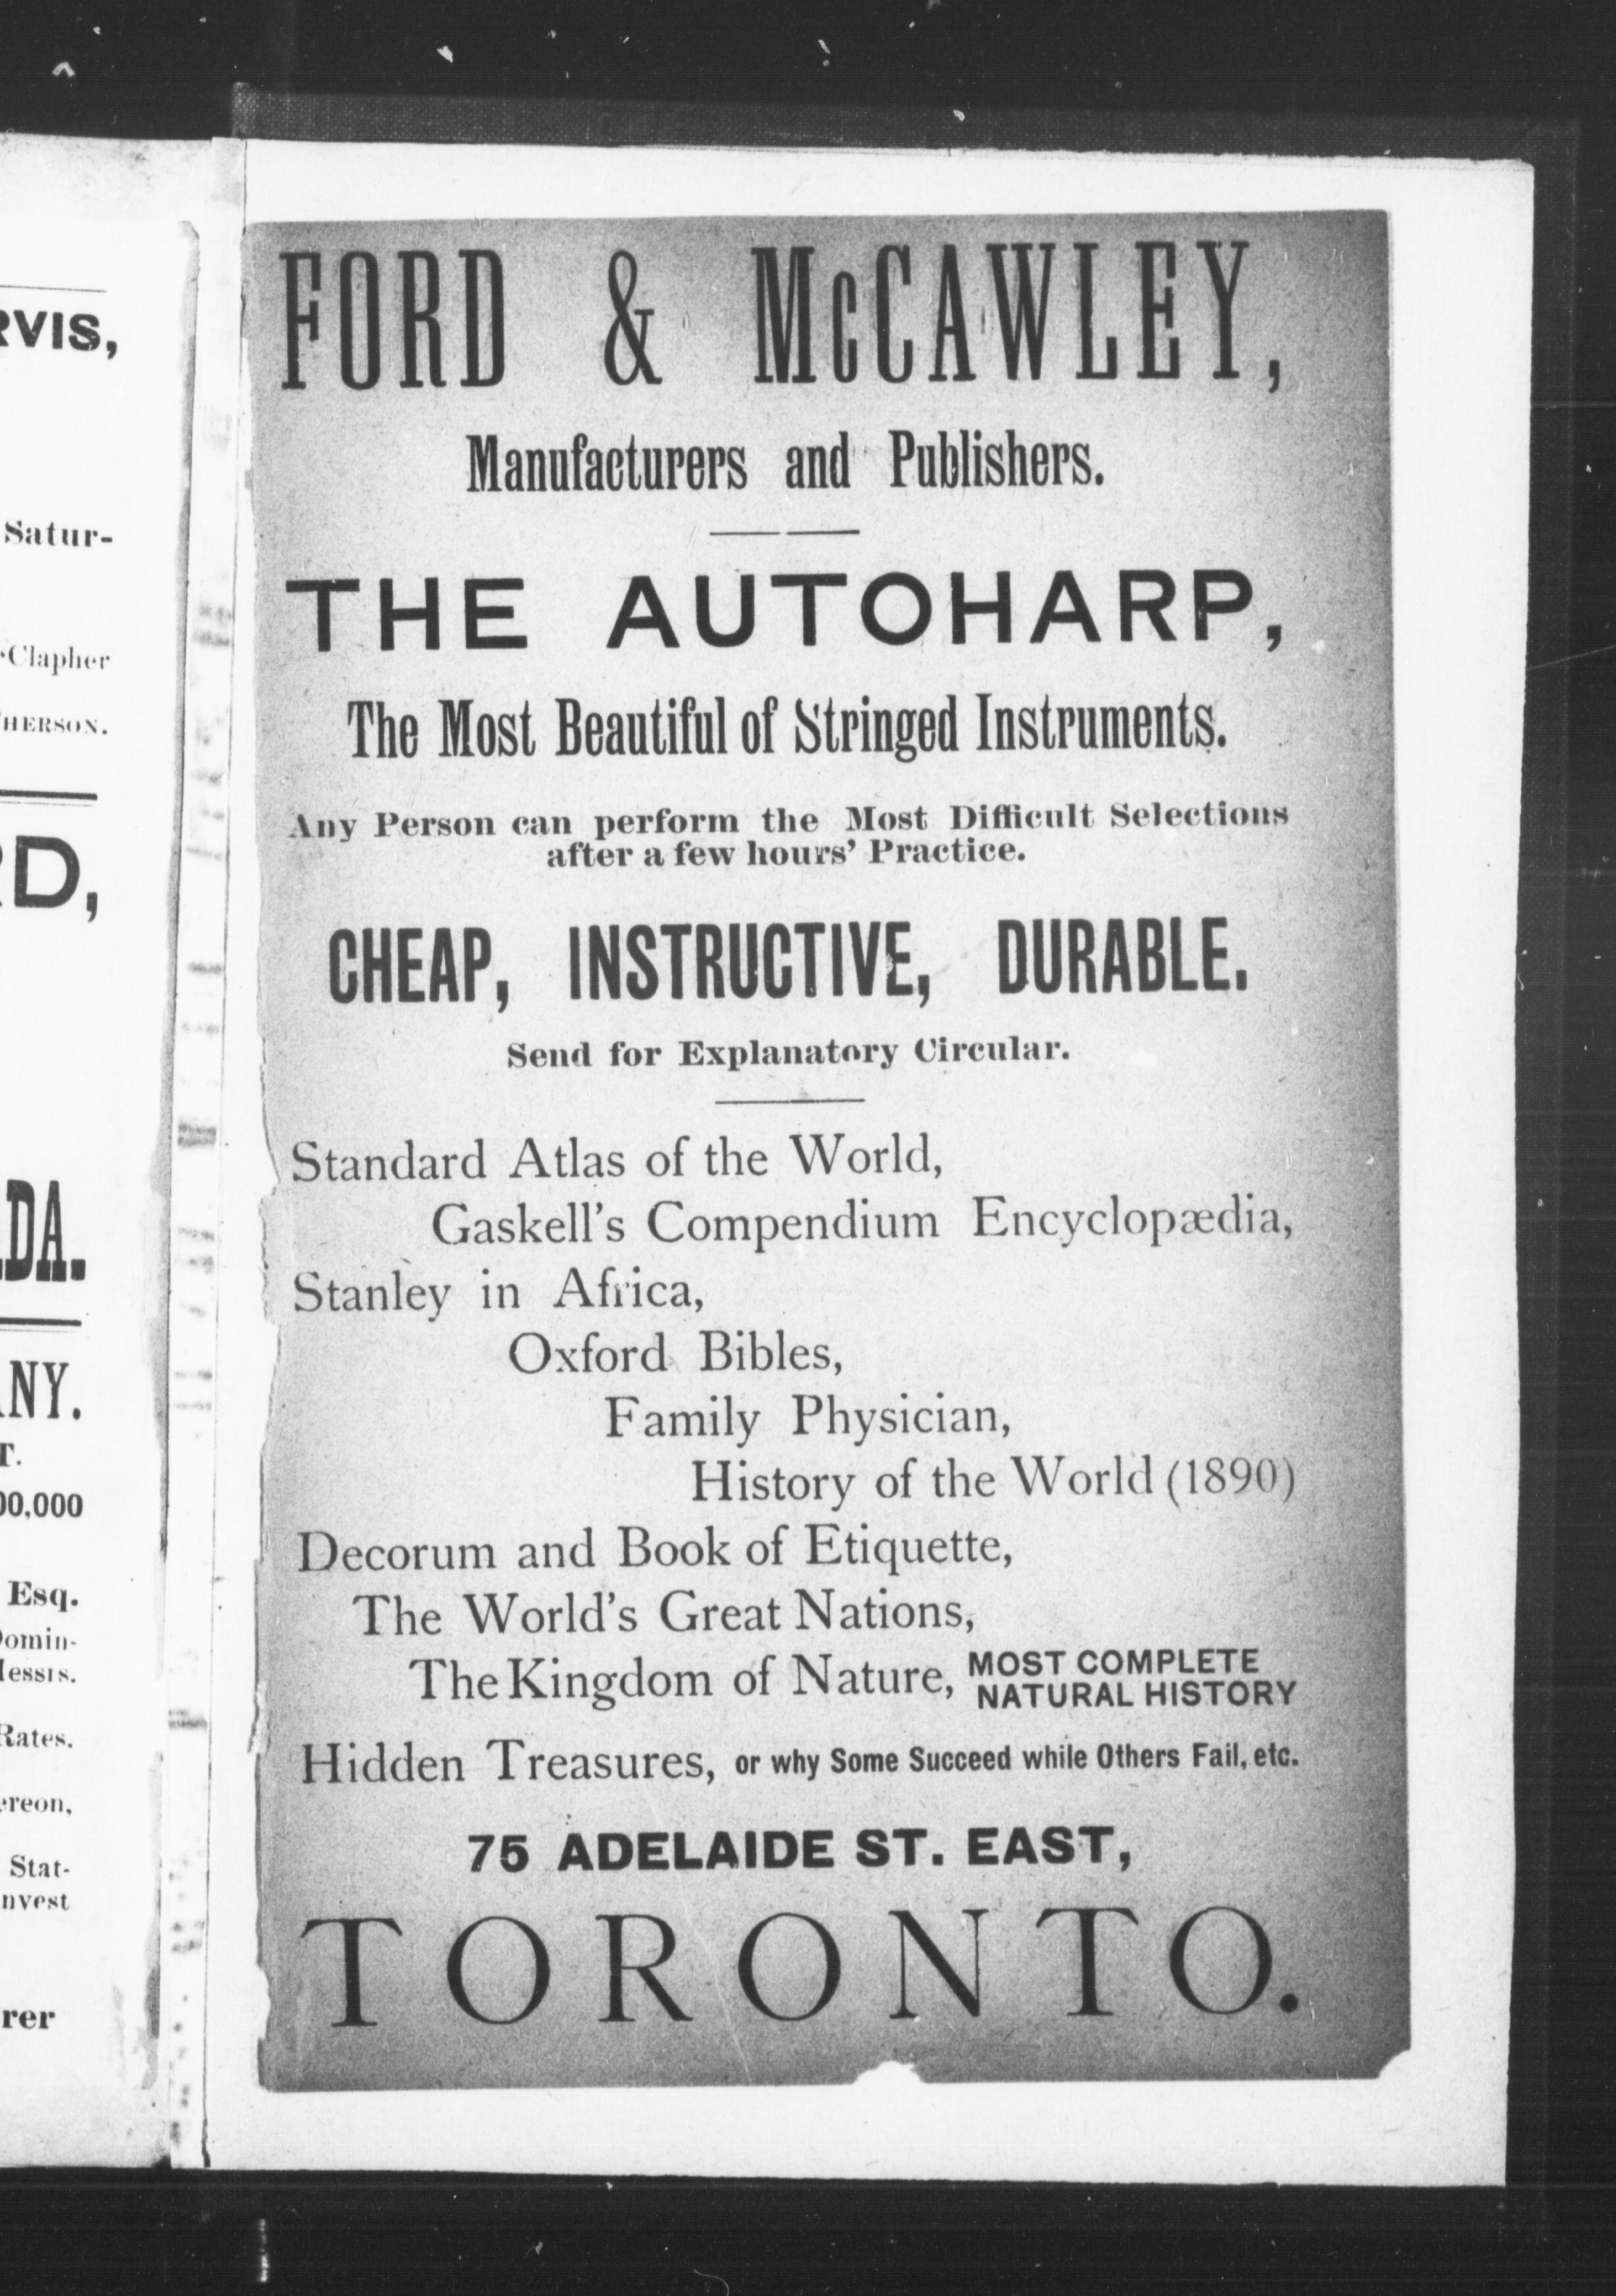 RVIS,
Satur-
Clapher
HERSON.
D,
DA.
NY.
T.
00,000
Esq.
Domin-
Messrs.
Rates.
ereon,
Stat-
nvest
rer
FORD & McCAWLEY,
Manufacturers and Publishers.
THE AUTOHARP,
The Most Beautiful of Stringed Instruments.
Any Person can perform the Most Difficult Selections
after a few hours' Practice.
CHEAP, INSTRUCTIVE, DURABLE.
Send for Explanatory Circular.
Standard Atlas of the World,
Gaskell's Compendium Encyclopædia,
Stanley in Africa,
Oxford Bibles,
Family Physician,
History of the World (1890)
Decorum and Book of Etiquette,
The World's Great Nations,
The Kingdom of Nature, MOST COMPLETE
NATURAL HISTORY
Hidden Treasures, or why Some Succeed while Others Fail, etc.
75 ADELAIDE ST. EAST,
TORONTO.